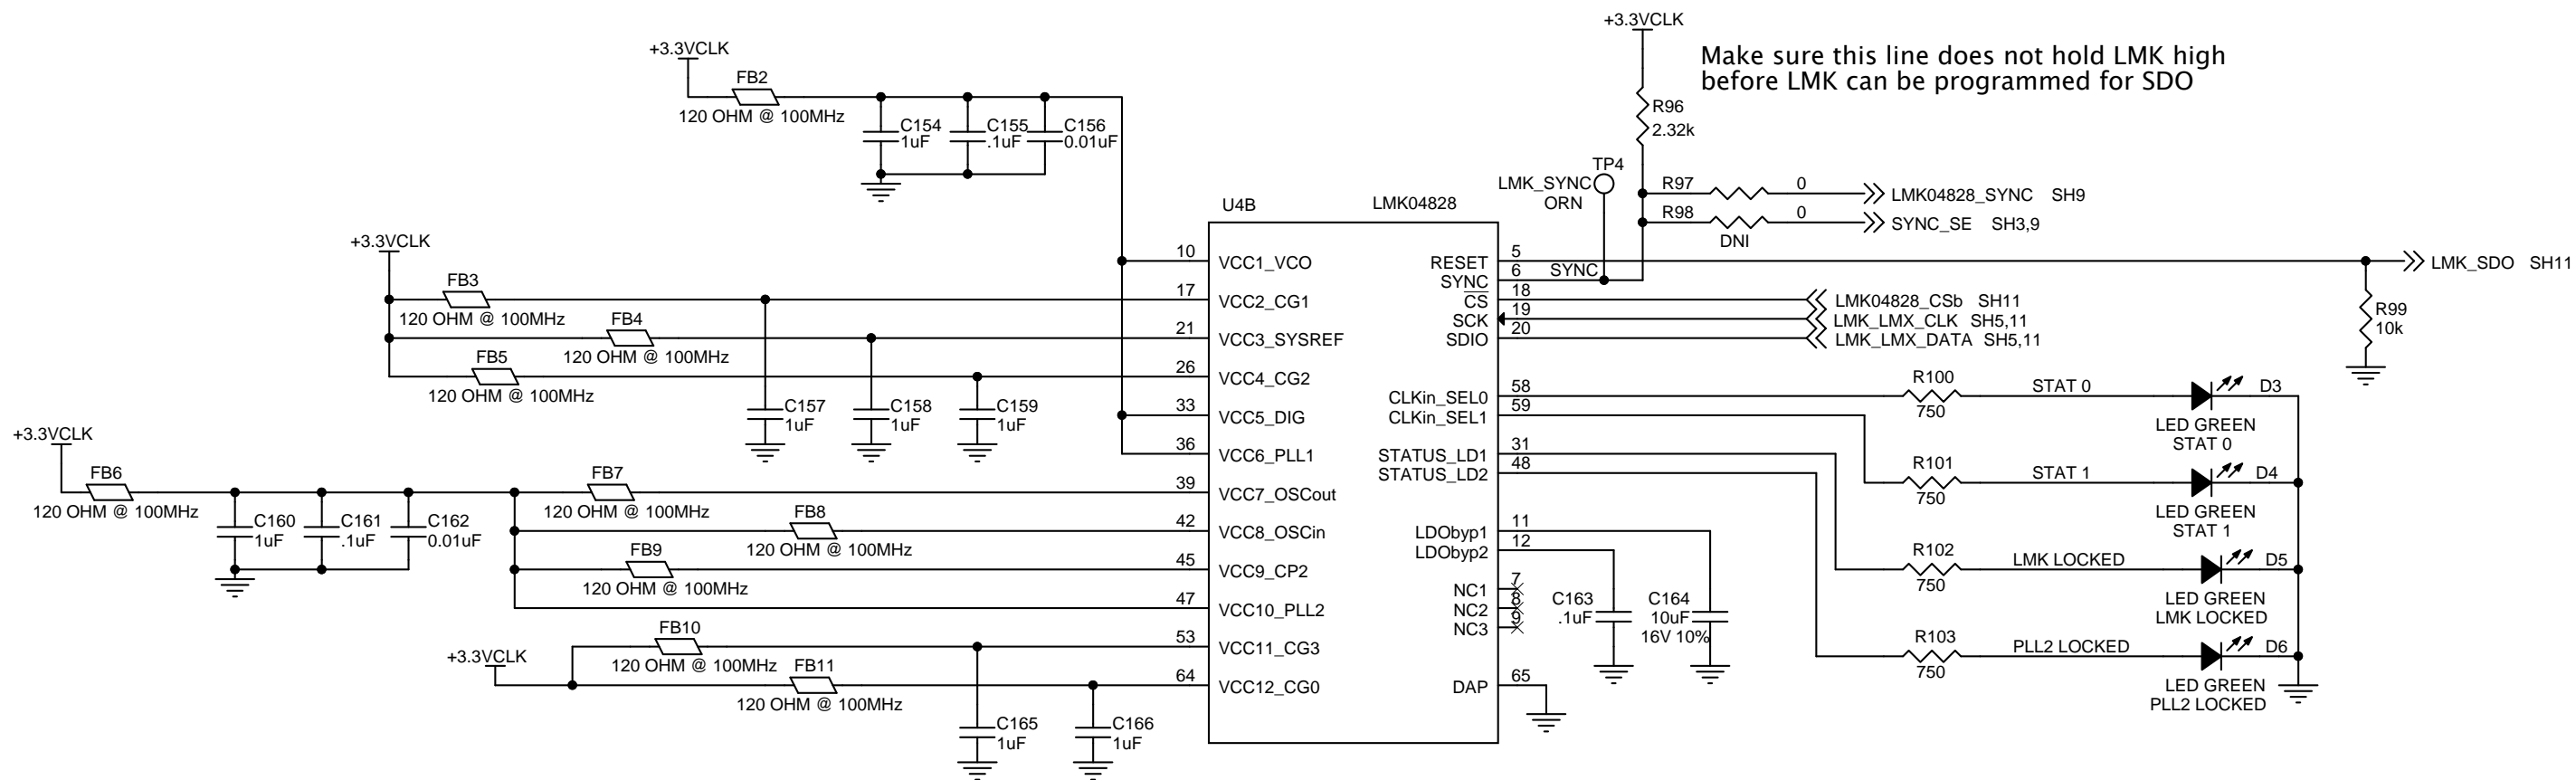 +3.3VCLK
Make sure this line does not hold LMK high
before LMK can be programmed for SDO
+3.3VCLK
FB2
120 OHM @ 100MHz
C154
1uF
C155
.1uF
C156
0.01uF
R96
2.32k
TP4
LMK_SYNC
ORN
R97
0
LMK04828_SYNC SH9
R98
0
DNI
SYNC_SE SH3,9
U4B
LMK04828
+3.3VCLK
10
VCC1_VCO
RESET
5
LMK_SDO SH11
SYNC
6
SYNC
FB3
120 OHM @ 100MHz
17
VCC2_CG1
CS
18
LMK04828_CSb SH11
SCK
19
LMK_LMX_CLK SH5,11
R99
10k
FB4
120 OHM @ 100MHz
21
VCC3_SYSREF
SDIO
20
LMK_LMX_DATA SH5,11
FB5
120 OHM @ 100MHz
26
VCC4_CG2
CLKin_SEL0
58
R100
750
STAT 0
D3
LED GREEN
STAT 0
C157
1uF
C158
1uF
C159
1uF
33
VCC5_DIG
CLKin_SEL1
59
36
VCC6_PLL1
STATUS_LD1
31
STATUS_LD2
48
R101
750
STAT 1
D4
LED GREEN
STAT 1
+3.3VCLK
FB6
120 OHM @ 100MHz
FB7
120 OHM @ 100MHz
39
VCC7_OSCout
C160
1uF
C161
.1uF
C162
0.01uF
FB8
120 OHM @ 100MHz
42
VCC8_OSCin
LDObyp1
11
LDObyp2
12
FB9
120 OHM @ 100MHz
45
VCC9_CP2
R102
750
LMK LOCKED
D5
LED GREEN
LMK LOCKED
47
VCC10_PLL2
NC1
7
NC2
8
NC3
9
C163
.1uF
C164
10uF
16V 10%
+3.3VCLK
FB10
120 OHM @ 100MHz
53
VCC11_CG3
R103
750
PLL2 LOCKED
D6
LED GREEN
PLL2 LOCKED
FB11
120 OHM @ 100MHz
64
VCC12_CG0
DAP
65
C165
1uF
C166
1uF